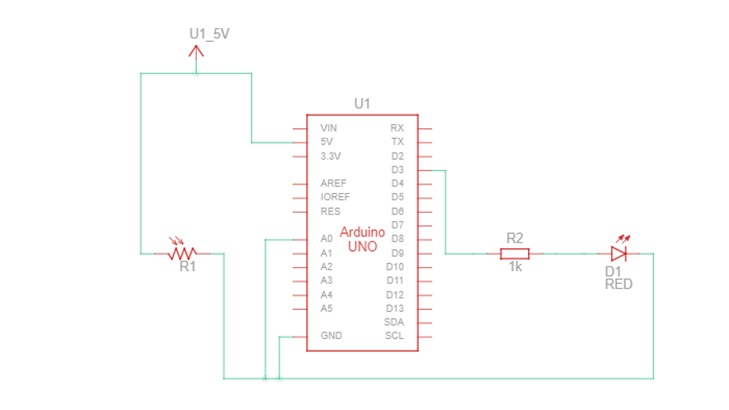 U1_5V
U1
VIN
RX
5V
TX
3.3V
D2
D3
AREF
D4
IOREF
D5
RES
D6
D7
Arduino
UNO
A0
D8
A1
D9
A2
D10
A3
D11
A4
D12
A5
D13
SDA
GND
SCL
R1
R2
1k
D1
RED